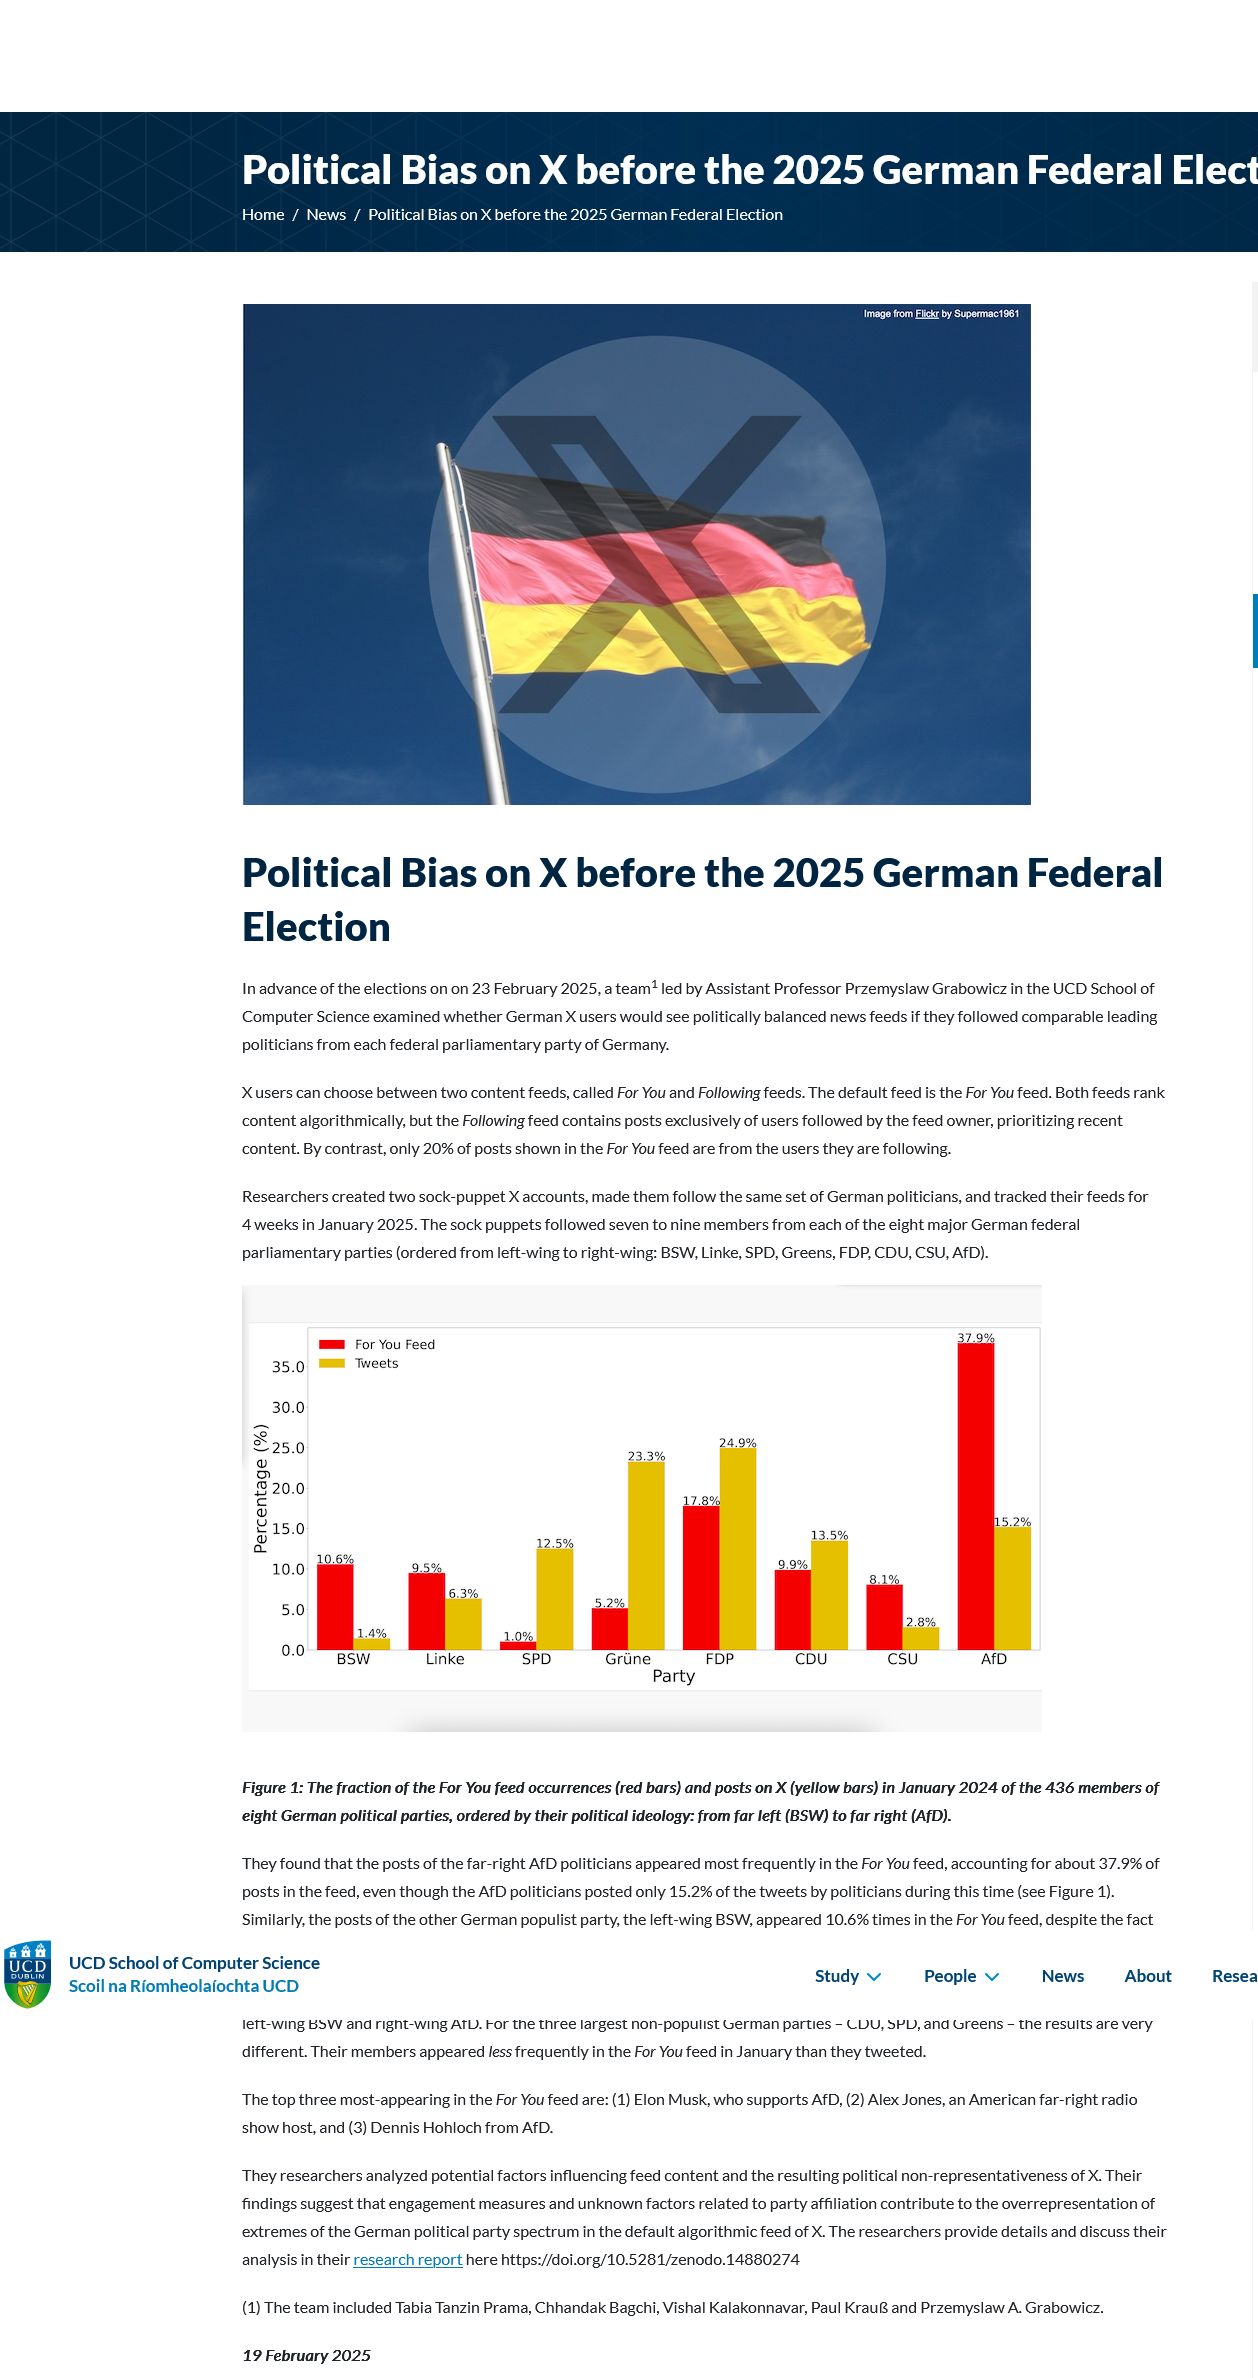 Political Bias on X before the 2025 German Federal Elect
Home / News / Political Bias on X before the 2025 German Federal Election
Image from Flickr by Supermac1961
Political Bias on X before the 2025 German Federal
Election
In advance of the elections on on 23 February 2025, a team1 led by Assistant Professor Przemyslaw Grabowicz in the UCD School of
Computer Science examined whether German X users would see politically balanced news feeds if they followed comparable leading
politicians from each federal parliamentary party of Germany.
X users can choose between two content feeds, called For You and Following feeds. The default feed is the For You feed. Both feeds rank
content algorithmically, but the Following feed contains posts exclusively of users followed by the feed owner, prioritizing recent
content. By contrast, only 20% of posts shown in the For You feed are from the users they are following.
Researchers created two sock-puppet X accounts, made them follow the same set of German politicians, and tracked their feeds for
4 weeks in January 2025. The sock puppets followed seven to nine members from each of the eight major German federal
parliamentary parties (ordered from left-wing to right-wing: BSW, Linke, SPD, Greens, FDP, CDU, CSU, AfD).
For You Feed
Tweets
Percentage (%)
35.0
30.0
25.0
20.0
15.0
10.0
5.0
0.0
10.6% 1.4%
9.5% 6.3%
1.0% 12.5%
5.2% 23.3%
17.8% 24.9%
9.9% 13.5%
8.1% 2.8%
37.9% 15.2%
BSW Linke SPD Grüne FDP CDU CSU AfD
Party
Figure 1: The fraction of the For You feed occurrences (red bars) and posts on X (yellow bars) in January 2024 of the 436 members of
eight German political parties, ordered by their political ideology: from far left (BSW) to far right (AfD).
They found that the posts of the far-right AfD politicians appeared most frequently in the For You feed, accounting for about 37.9% of
posts in the feed, even though the AfD politicians posted only 15.2% of the tweets by politicians during this time (see Figure 1).
Similarly, the posts of the other German populist party, the left-wing BSW, appeared 10.6% times in the For You feed, despite the fact
UCD
DUBLIN
UCD School of Computer Science
Scoil na Ríomheolaíochta UCD
Study People News About Resea
left-wing BSW and right-wing AfD. For the three largest non-populist German parties – CDU, SPD, and Greens – the results are very
different. Their members appeared less frequently in the For You feed in January than they tweeted.
The top three most-appearing in the For You feed are: (1) Elon Musk, who supports AfD, (2) Alex Jones, an American far-right radio
show host, and (3) Dennis Hohloch from AfD.
They researchers analyzed potential factors influencing feed content and the resulting political non-representativeness of X. Their
findings suggest that engagement measures and unknown factors related to party affiliation contribute to the overrepresentation of
extremes of the German political party spectrum in the default algorithmic feed of X. The researchers provide details and discuss their
analysis in their research report here https://doi.org/10.5281/zenodo.14880274
(1) The team included Tabia Tanzin Prama, Chhandak Bagchi, Vishal Kalakonnavar, Paul Krauß and Przemyslaw A. Grabowicz.
19 February 2025